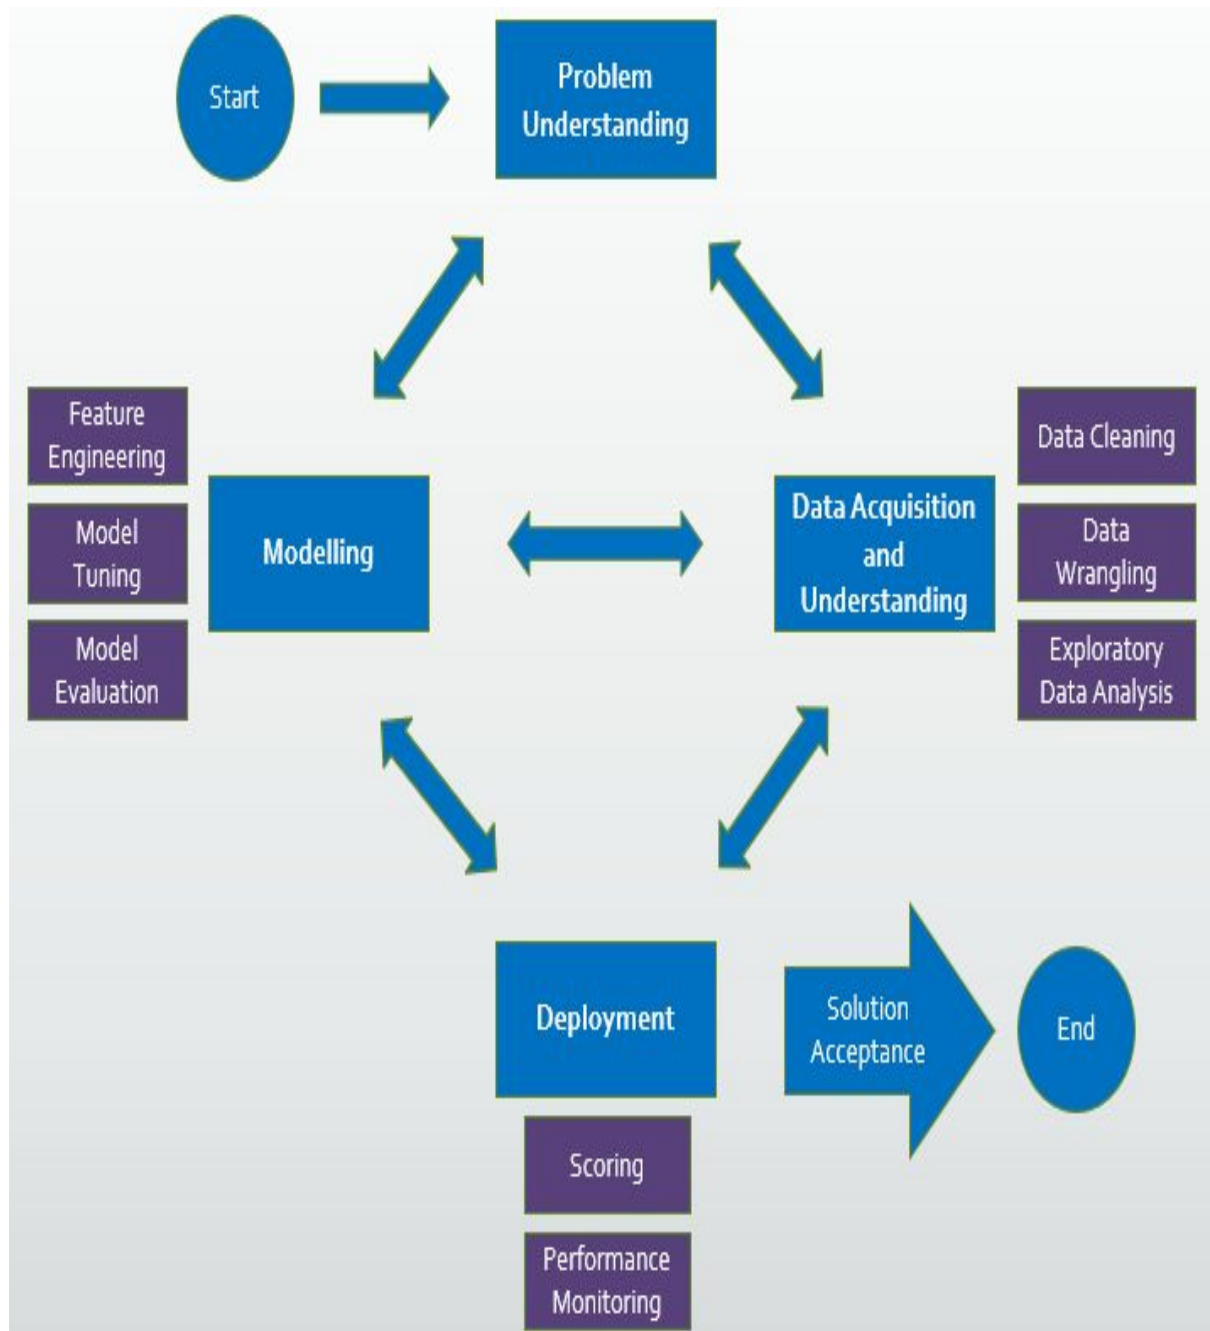 Start
Problem
Understanding
Feature
Engineering
Model
Tuning
Model
Evaluation
Modelling
Data Acquisition
and
Understanding
Data Cleaning
Data
Wrangling
Exploratory
Data Analysis
Deployment
Solution
Acceptance
End
Scoring
Performance
Monitoring